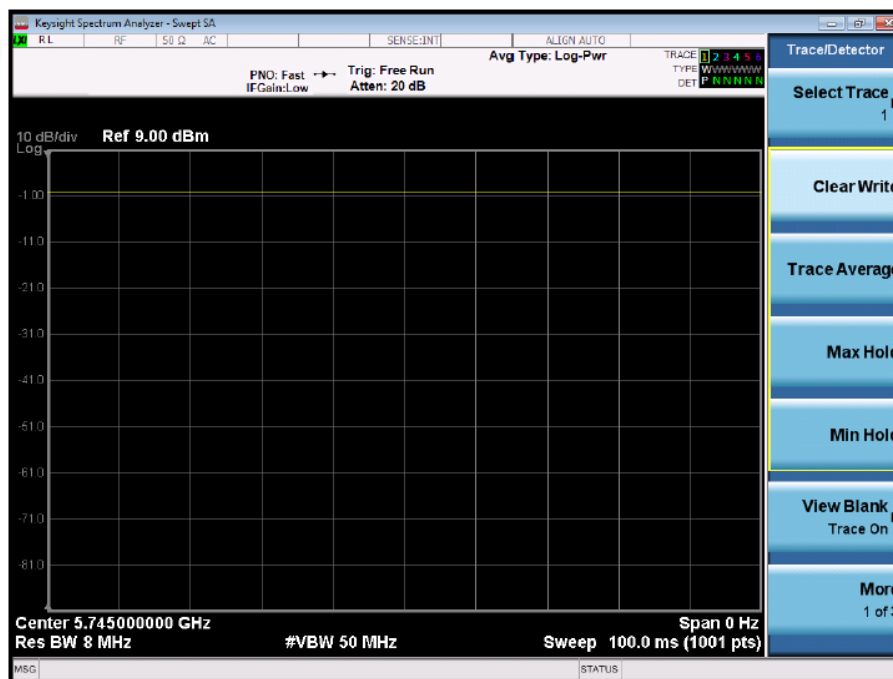 Keysight Spectrum Analyzer - Swept SA
LXI RL RF 50 Ω AC SENSE:INT ALIGN AUTO
Avg Type: Log-Pwr
TRACE 1 2 3 4 5 6
TYPE WWWWWW
DET P N N N N N
PNO: Fast
IFGain:Low
Trig: Free Run
Atten: 20 dB
10 dB/div
Log
Ref 9.00 dBm
-1.00
-11.0
-21.0
-31.0
-41.0
-51.0
-61.0
-71.0
-81.0
Center 5.745000000 GHz
Span 0 Hz
Res BW 8 MHz
#VBW 50 MHz
Sweep 100.0 ms (1001 pts)
MSG
STATUS
Trace/Detector
Select Trace
1
Clear Write
Trace Average
Max Hold
Min Hold
View Blank
Trace On
More
1 of